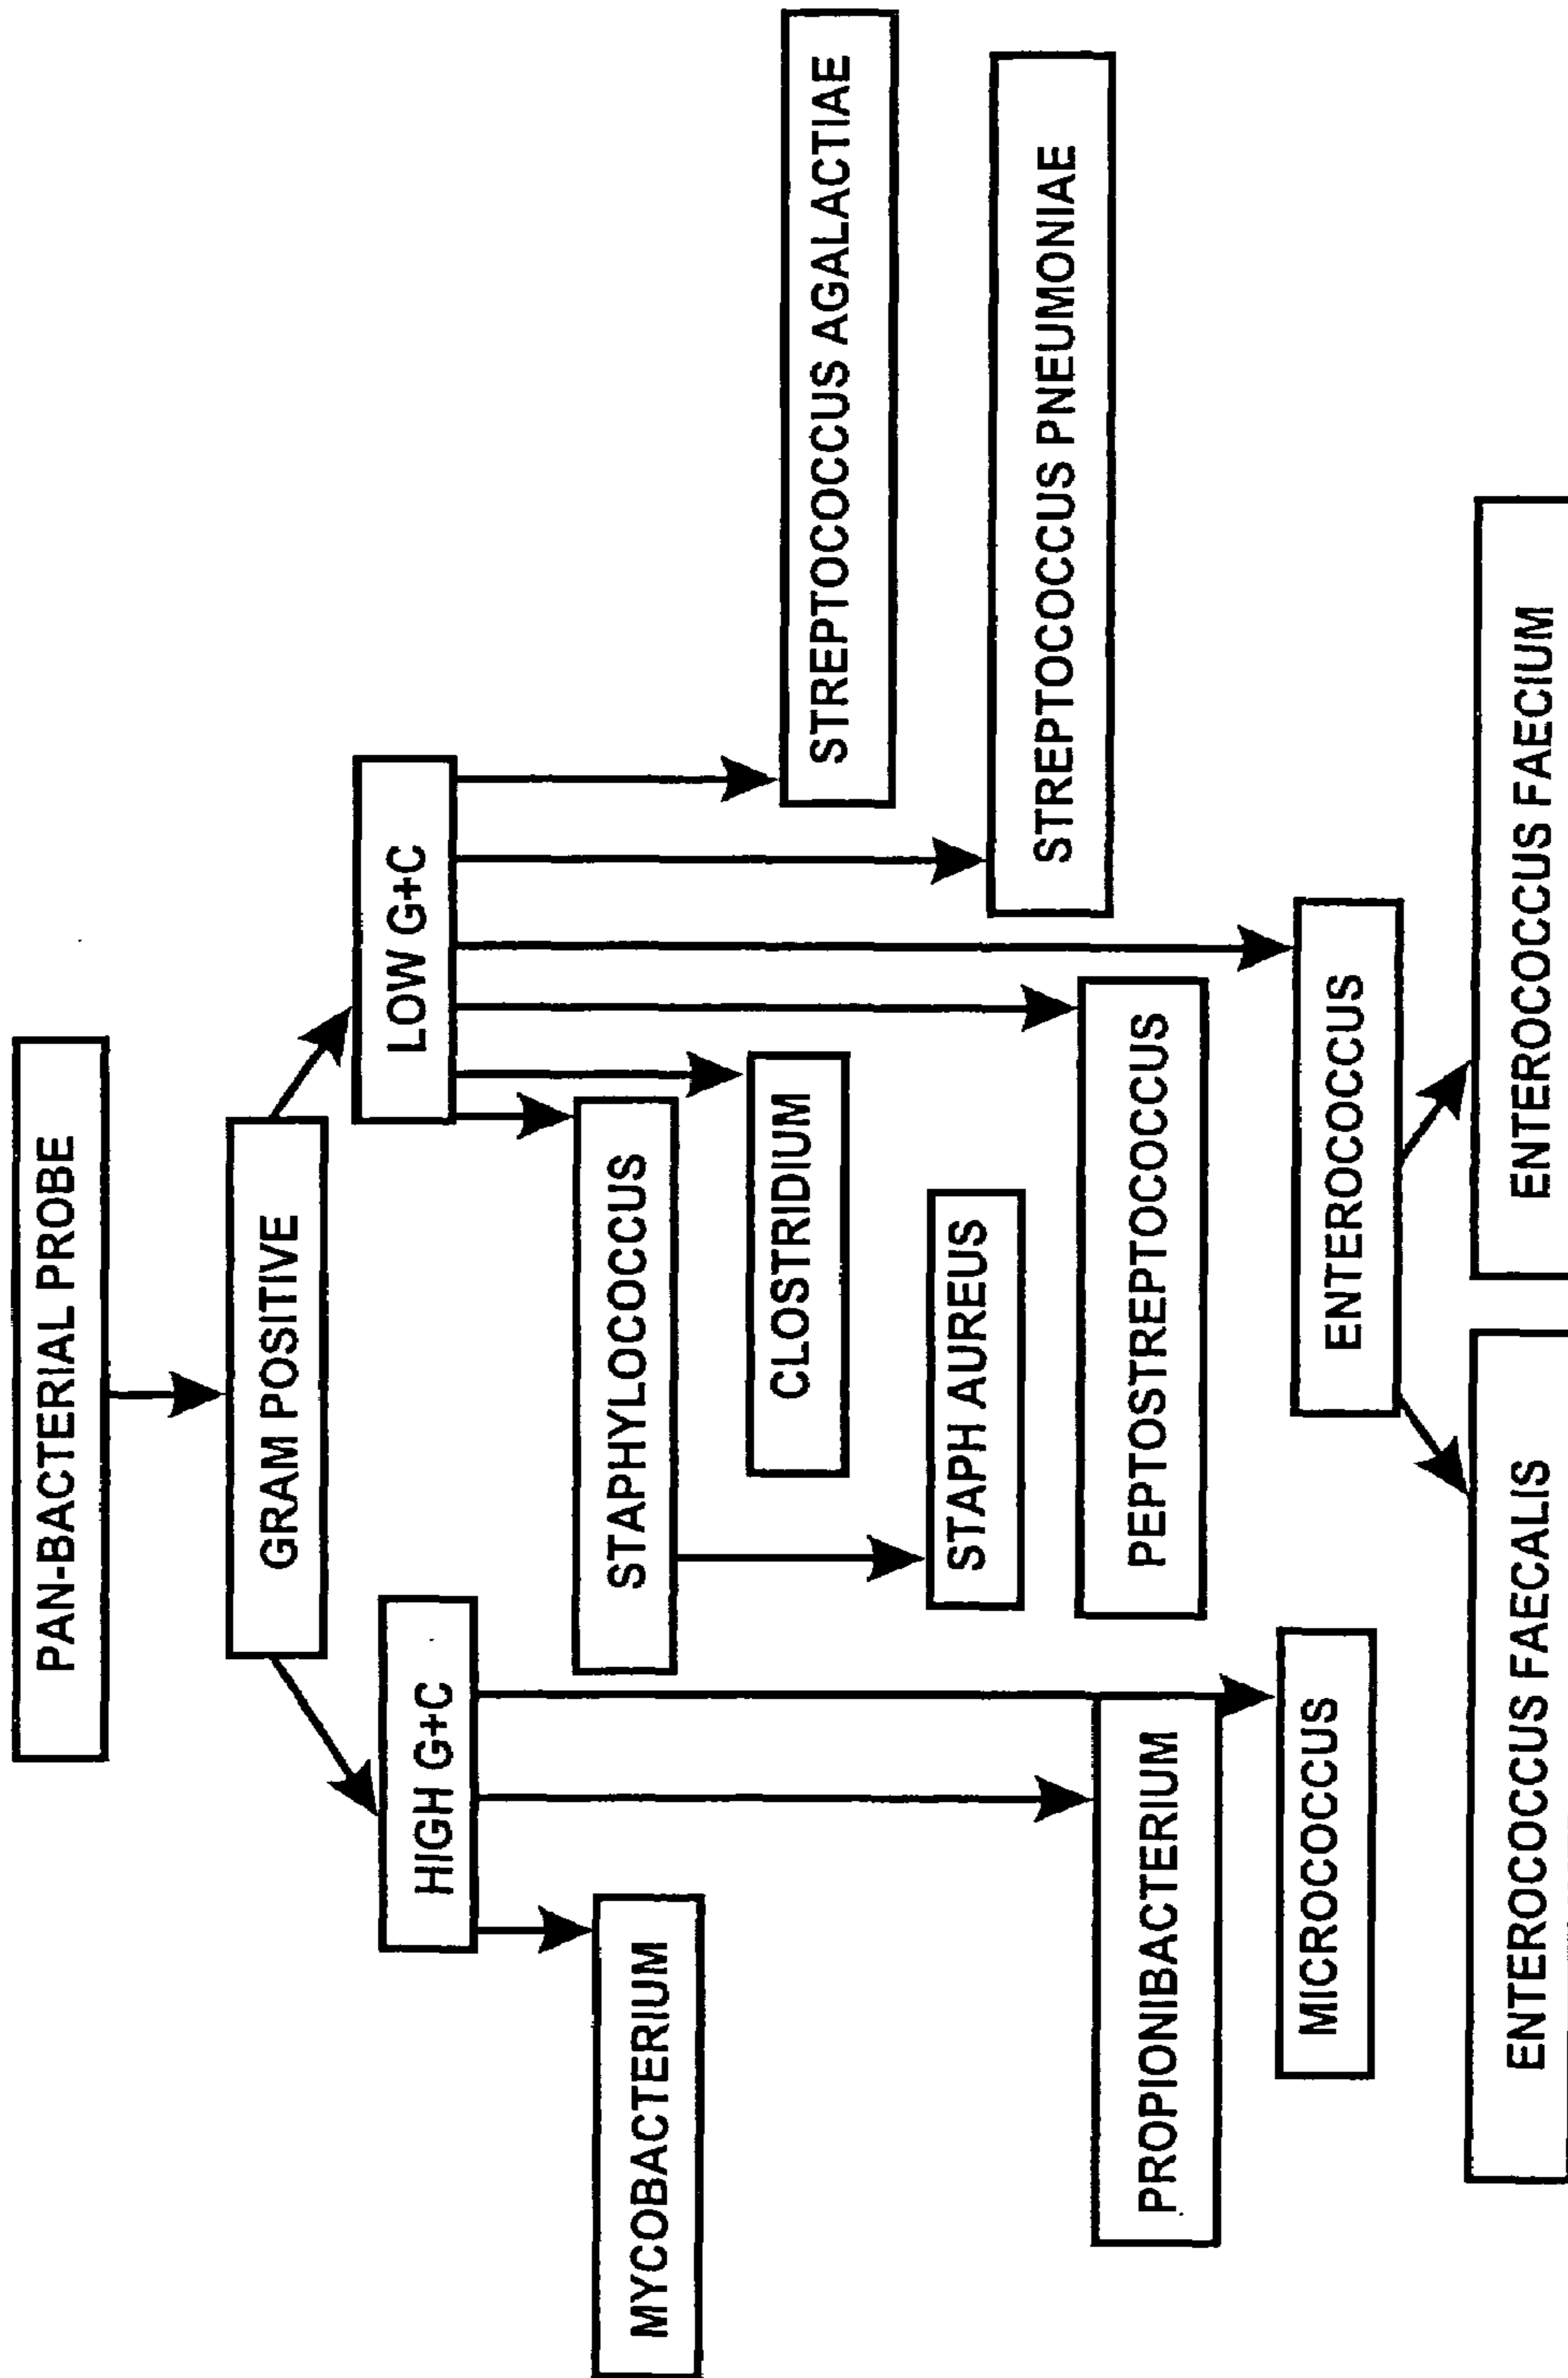 PAN-BACTERIAL PROBE
GRAM POSITIVE
HIGH G+C
LOW G+C
MYCOBACTERIUM
STAPHYLOCOCCUS
CLOSTRIDIUM
STREPTOCOCCUS AGALACTIAE
STAPH AUREUS
STREPTOCOCCUS PNEUMONIAE
PROPIONIBACTERIUM
PEPTOSTREPTOCOCCUS
MICROCOCCUS
ENTEROCOCCUS
ENTEROCOCCUS FAECALIS
ENTEROCOCCUS FAECIUM